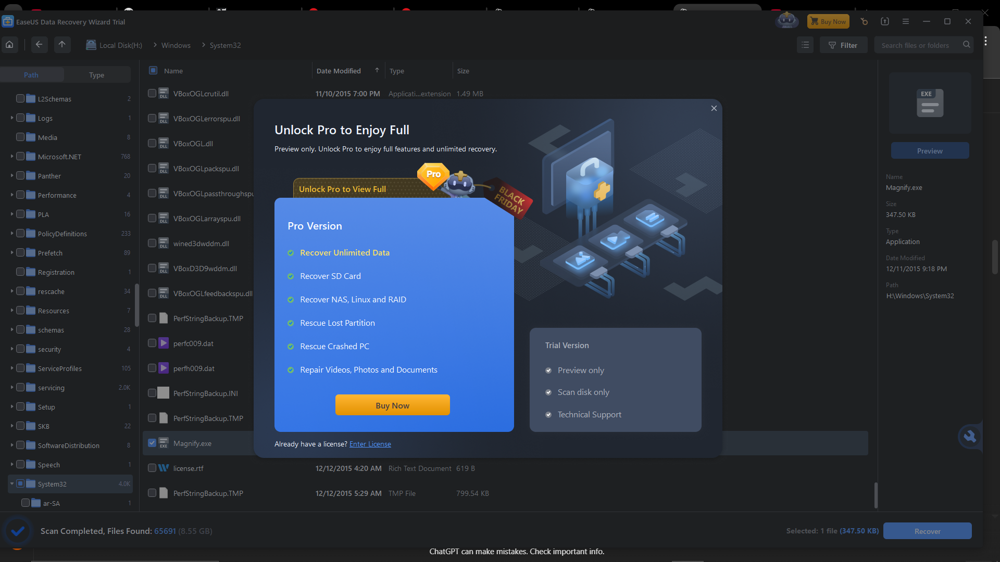 EaseUS Data Recovery Wizard Trial
Buy Now
Local Disk(H:)
Windows
System32
Filter
Search files or folders
Path
Type
L2Schemas 2
Logs 1
Media 8
Microsoft.NET 768
Panther 20
Performance 4
PLA 16
PolicyDefinitions 233
Prefetch 89
Registration 1
rescache 34
Resources 7
schemas 28
security 4
ServiceProfiles 105
servicing 2.0K
Setup 1
SKB 22
SoftwareDistribution 8
Speech 1
System32 4.0K
ar-SA 1
Name Date Modified Type Size
DLL VBoxOGLcrutil.dll 11/10/2015 7:00 PM Applicati...extension 1.49 MB
DLL VBoxOGLerrorspu.dll
DLL VBoxOGL.dll
DLL VBoxOGLpackspu.dll
DLL VBoxOGLpassthroughspu
DLL VBoxOGLarrayspu.dll
DLL wined3dwddm.dll
DLL VBoxD3D9wddm.dll
DLL VBoxOGLfeedbackspu.dll
PerfStringBackup.TMP
perfc009.dat
perfh009.dat
PerfStringBackup.INI
PerfStringBackup.TMP
EXE Magnify.exe
license.rtf 12/12/2015 4:20 AM Rich Text Document 619 B
PerfStringBackup.TMP 12/12/2015 5:29 AM TMP File 799.54 KB
Unlock Pro to Enjoy Full
Preview only. Unlock Pro to enjoy full features and unlimited recovery.
Pro
Unlock Pro to View Full
BLACK
FRIDAY
Pro Version
Recover Unlimited Data
Recover SD Card
Recover NAS, Linux and RAID
Rescue Lost Partition
Rescue Crashed PC
Repair Videos, Photos and Documents
Buy Now
Trial Version
Preview only
Scan disk only
Technical Support
Already have a license? Enter License
EXE
Preview
Name
Magnify.exe
Size
347.50 KB
Type
Application
Date Modified
12/11/2015 9:18 PM
Path
H:\Windows\System32
Scan Completed, Files Found: 65691 (8.55 GB)
Selected: 1 file (347.50 KB)
Recover
ChatGPT can make mistakes. Check important info.